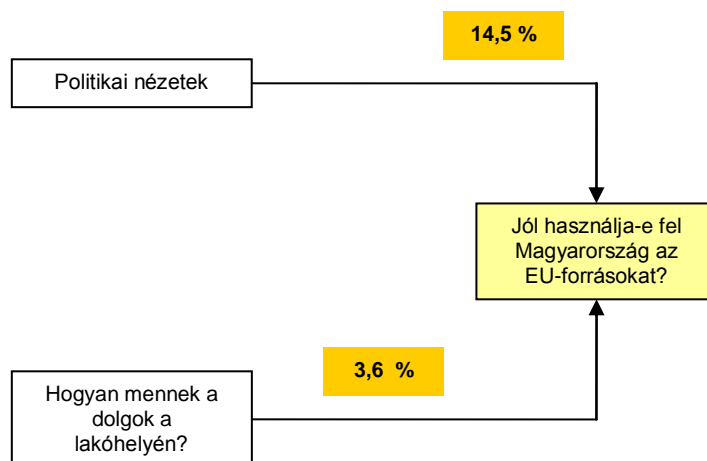 14,5 %
Politikai nézetek
Jól használja-e fel
Magyarország az
EU-forrásokat?
3,6 %
Hogyan mennek a
dolgok a
lakóhelyén?